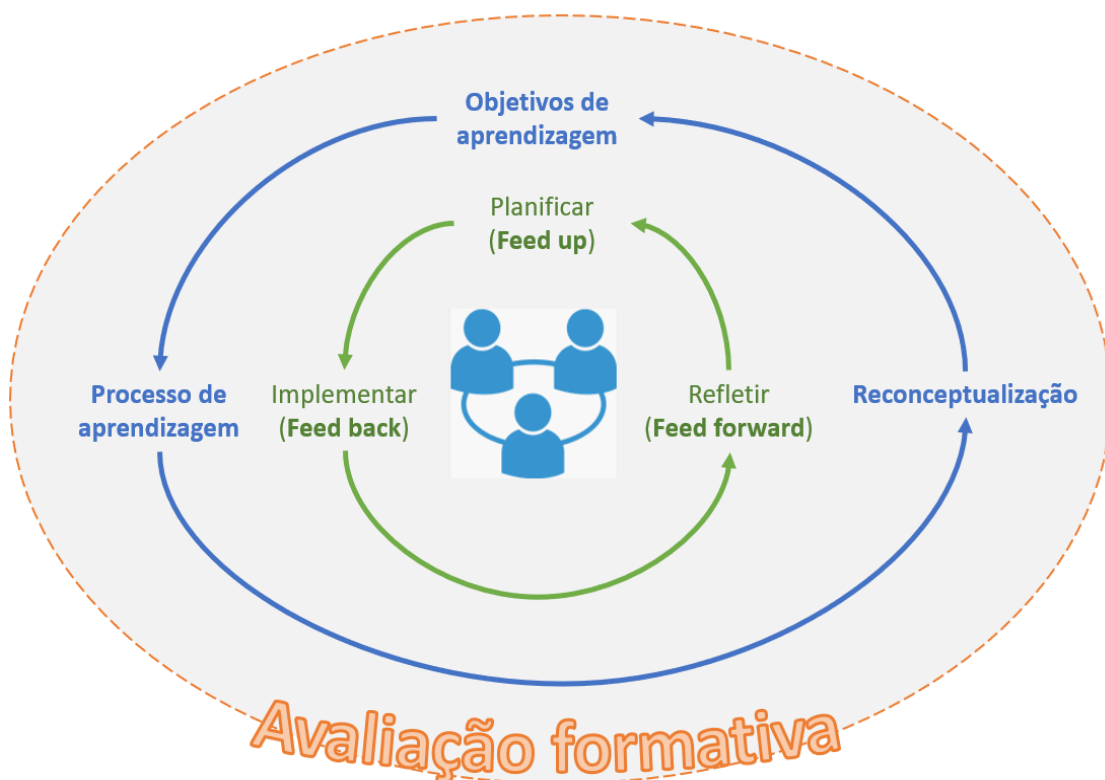 Objetivos de
aprendizagem
Planificar
(Feed up)
Processo de
aprendizagem
Implementar
(Feed back)
Refletir
(Feed forward)
Reconceptualização
Avaliação formativa